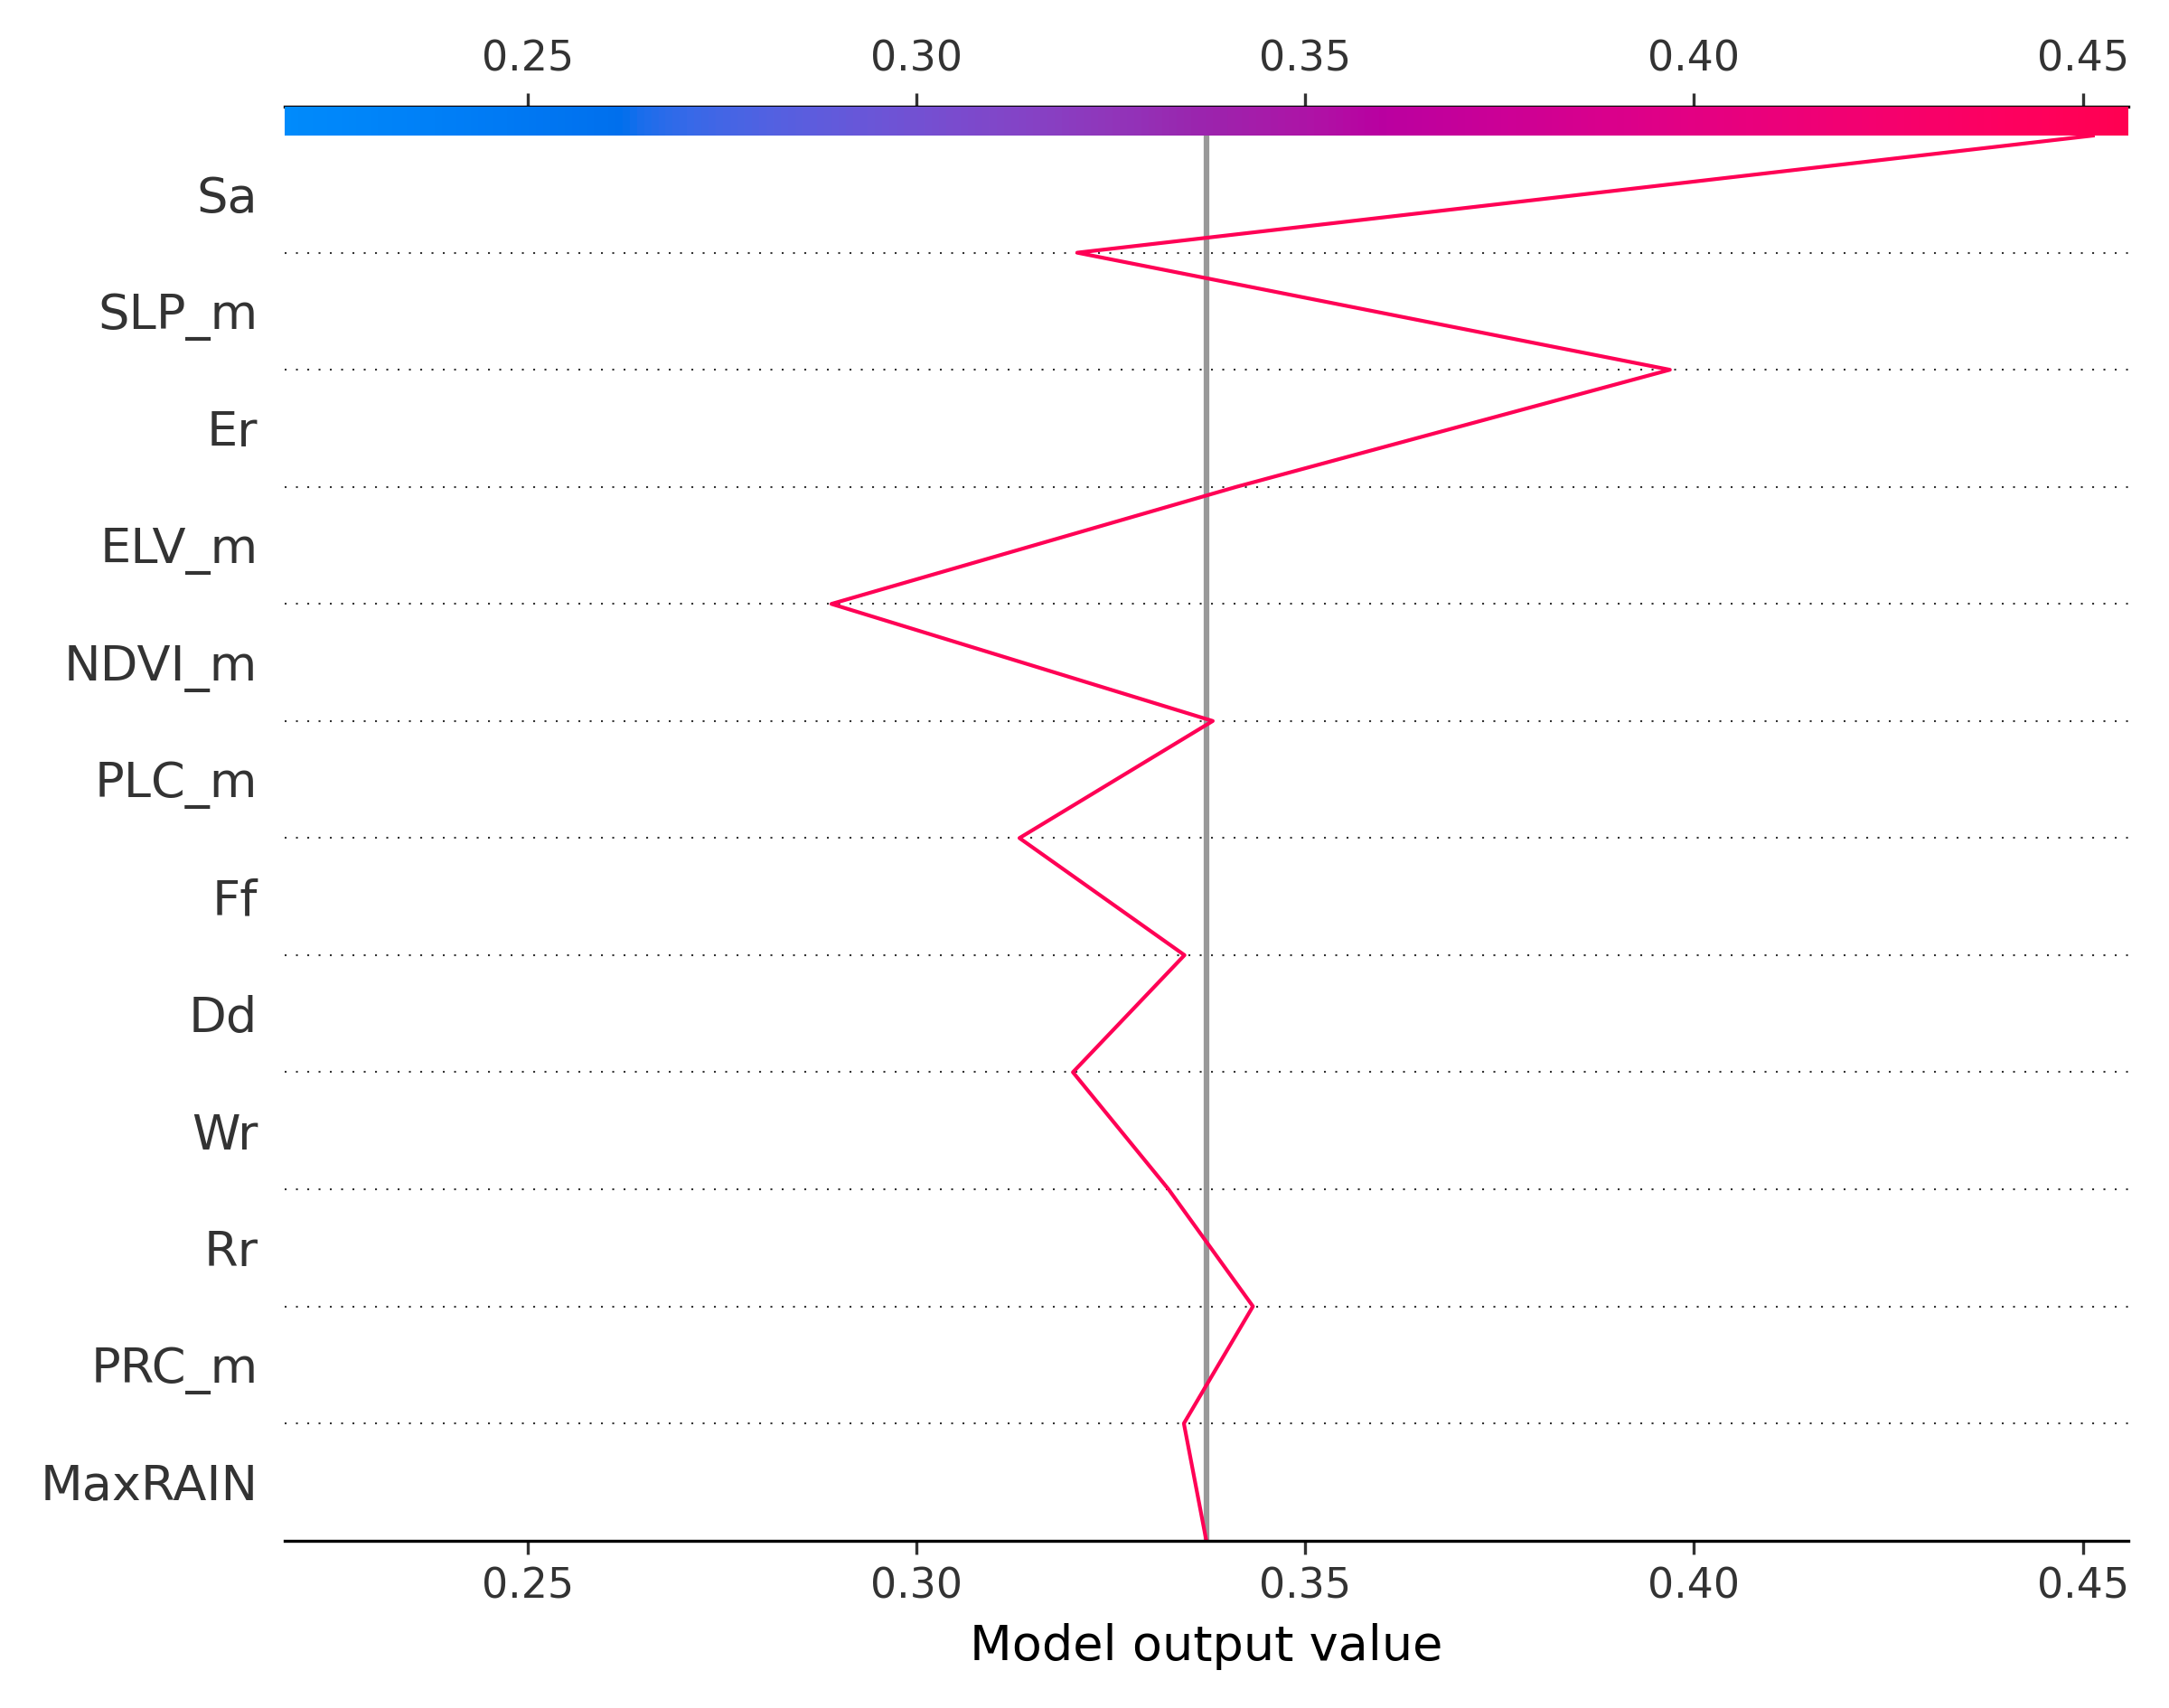 0.25 0.30 0.35 0.40 0.45
Sa
SLP_m
Er
ELV_m
NDVI_m
PLC_m
Ff
Dd
Wr
Rr
PRC_m
MaxRAIN
0.25 0.30 0.35 0.40 0.45
Model output value